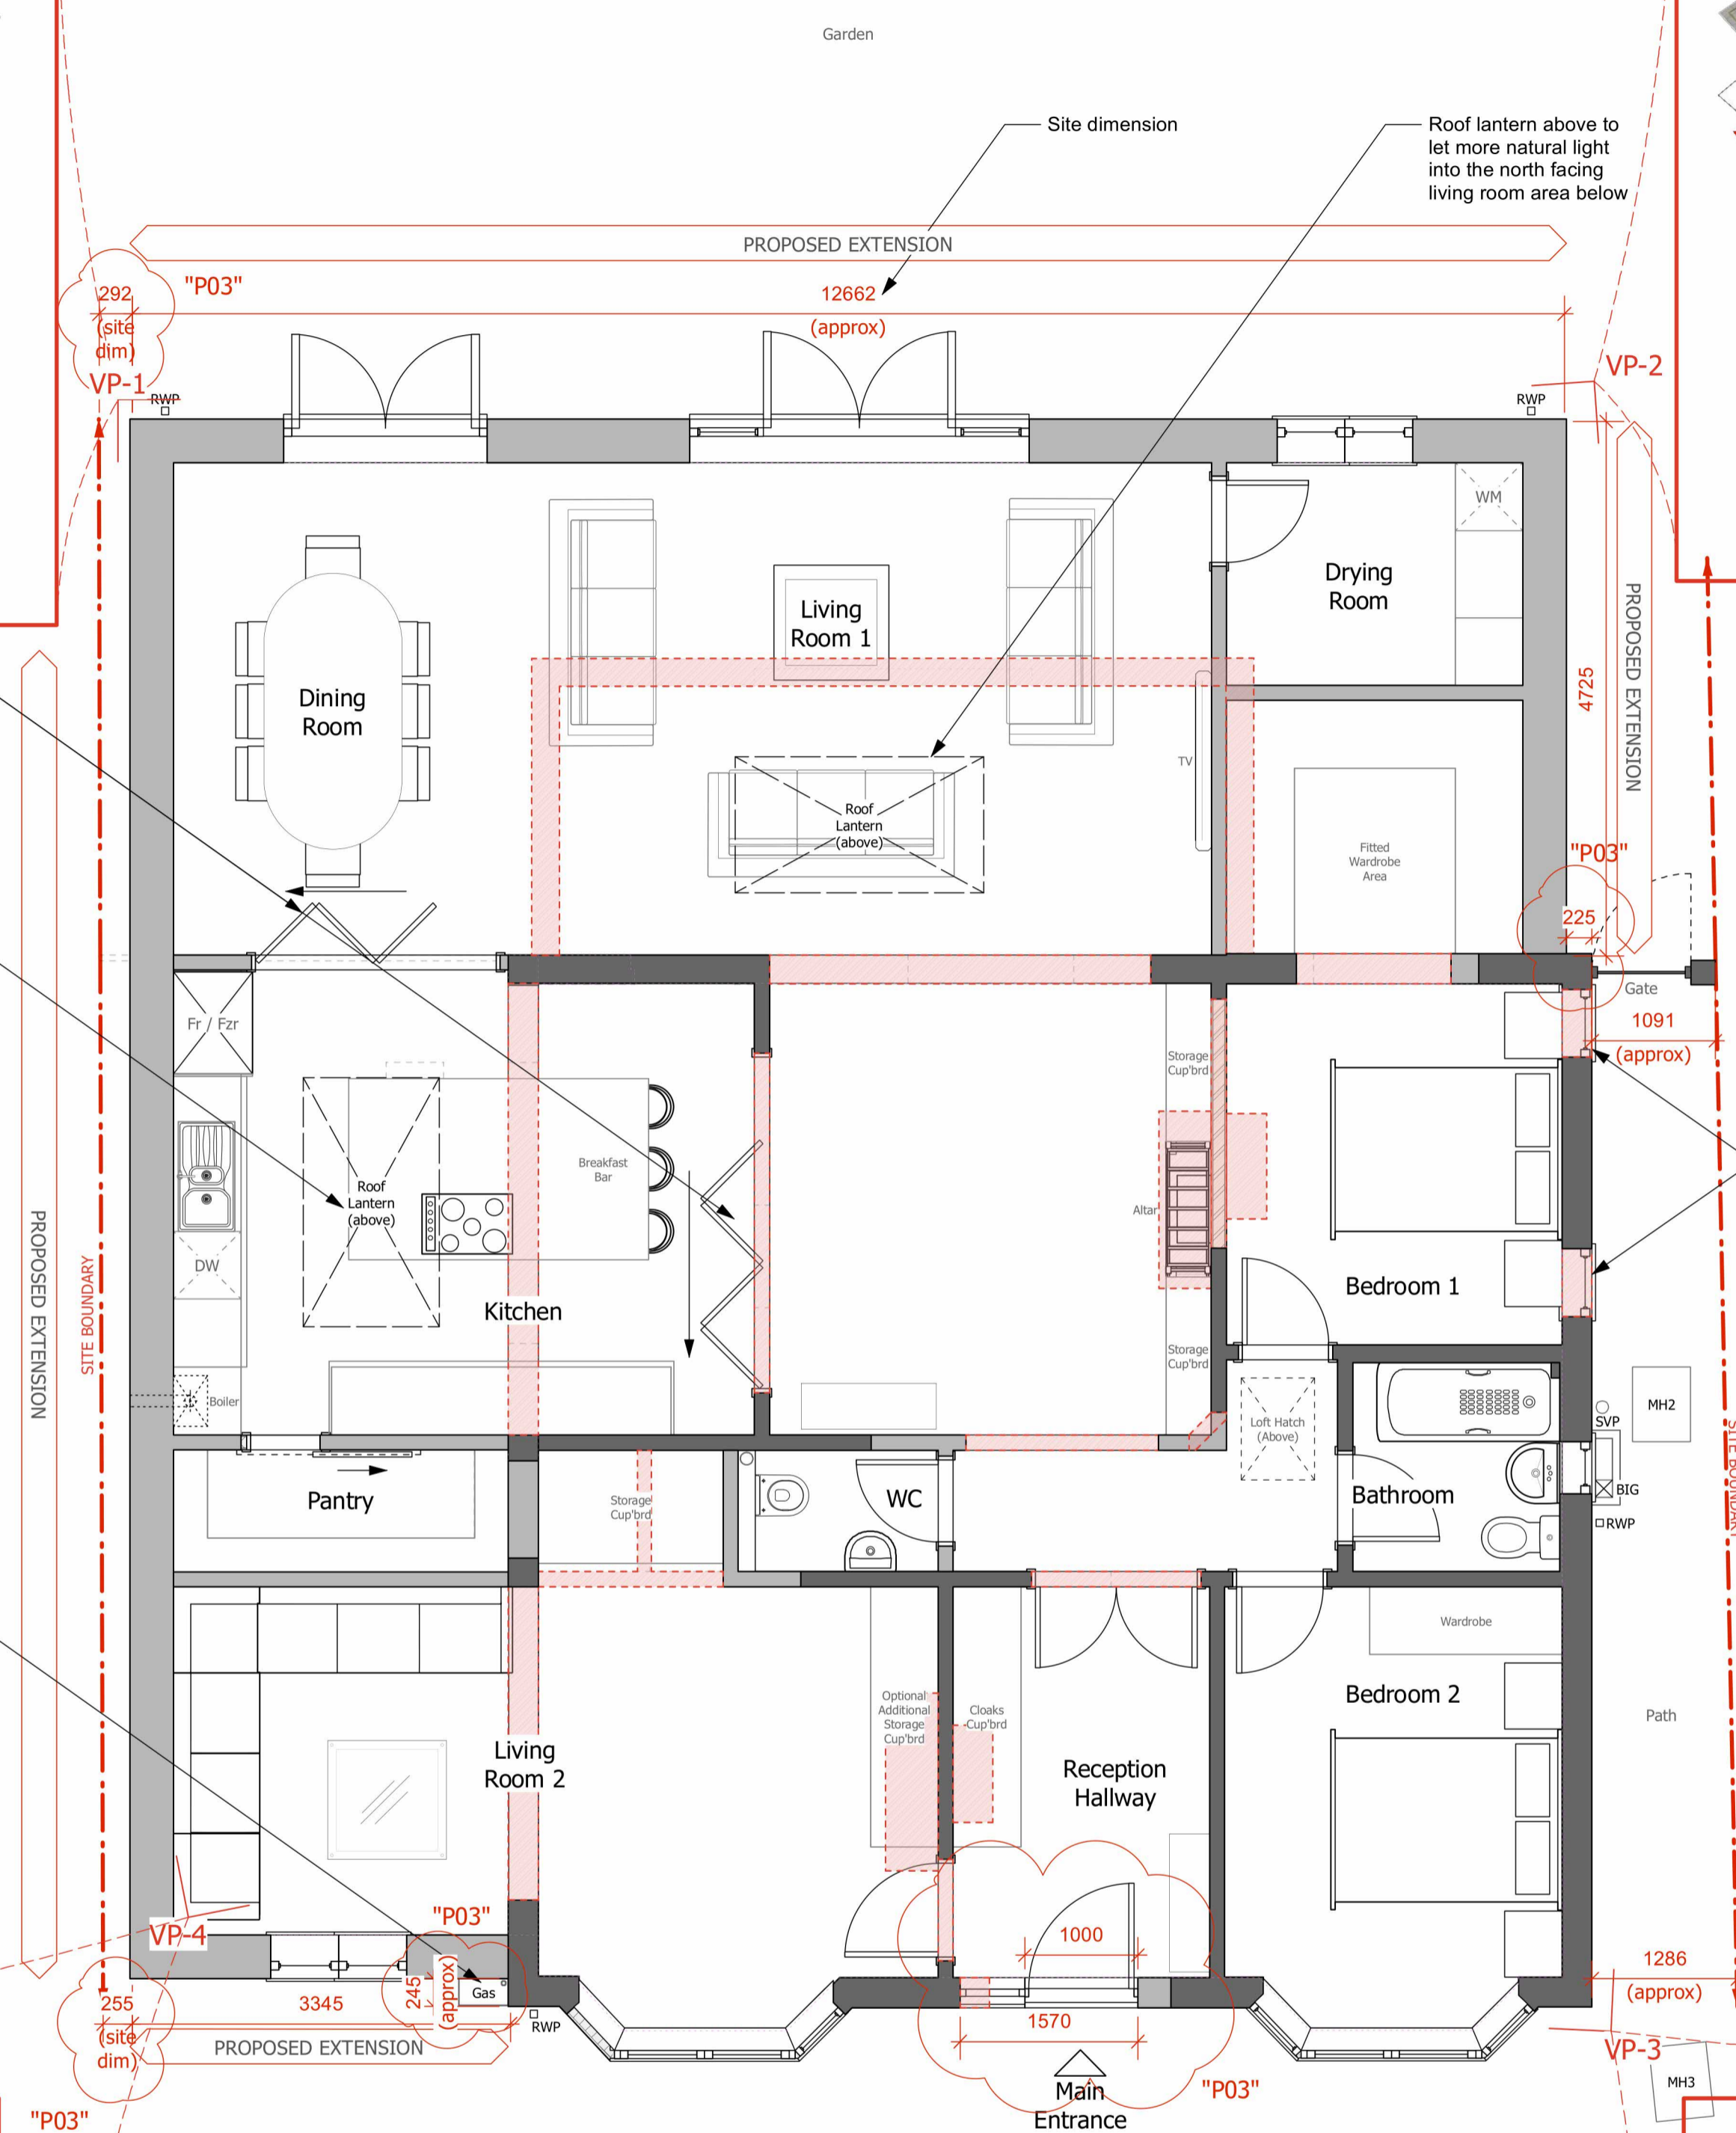 Garden
Site dimension
Roof lantern above to
let more natural light
into the north facing
living room area below
PROPOSED EXTENSION
292
(site
dim)
"P03"
12662
(approx)
VP-1
VP-2
RWP
RWP
WM
Drying
Room
Living
Room 1
Dining
Room
PROPOSED EXTENSION
4725
TV
Roof
Lantern
(above)
Fitted
Wardrobe
Area
"P03"
225
Gate
1091
(approx)
Fr / Fzr
Storage
Cup'brd
Breakfast
Bar
Roof
Lantern
(above)
Altar
DW
Kitchen
Bedroom 1
PROPOSED EXTENSION
SITE BOUNDARY
Storage
Cup'brd
Boiler
Loft Hatch
(Above)
SVP
MH2
SITE BOUNDARY
Pantry
Storage
Cup'brd
WC
Bathroom
BIG
RWP
Wardrobe
Bedroom 2
Optional
Additional
Storage
Cup'brd
Cloaks
Cup'brd
Path
Living
Room 2
Reception
Hallway
VP-4
"P03"
1000
1286
(approx)
255
(site
dim)
3345
245
(approx)
Gas
RWP
1570
PROPOSED EXTENSION
VP-3
MH3
Main
Entrance
"P03"
"P03"